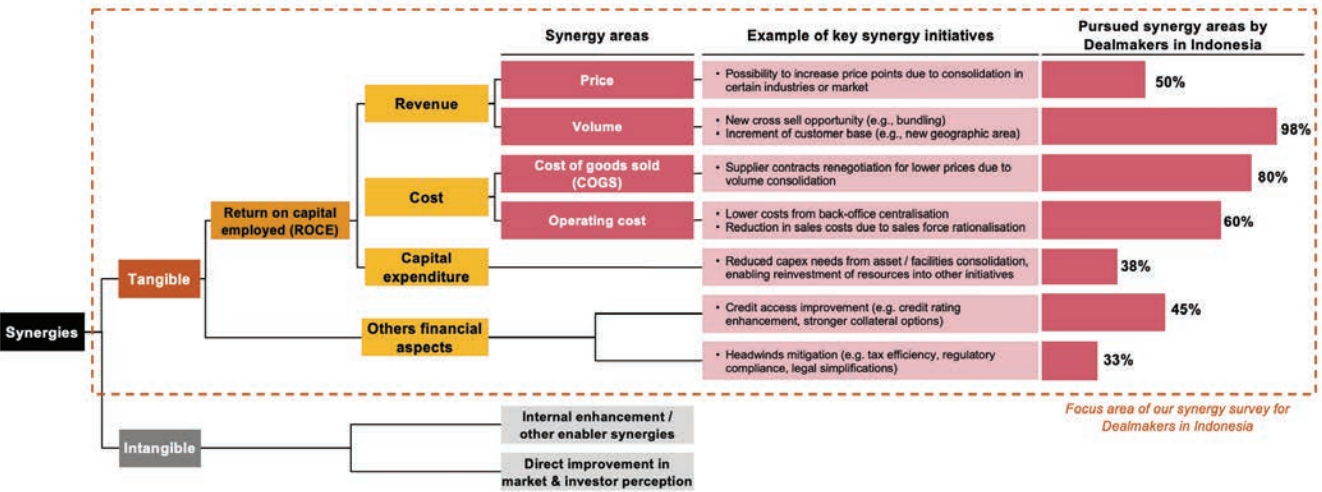 Synergy areas
Example of key synergy initiatives
Pursued synergy areas by
Dealmakers in Indonesia
Synergies
Tangible
Return on capital
employed (ROCE)
Revenue
Price
• Possibility to increase price points due to consolidation in
certain industries or market
50%
Volume
• New cross sell opportunity (e.g., bundling)
• Increment of customer base (e.g., new geographic area)
98%
Cost
Cost of goods sold
(COGS)
• Supplier contracts renegotiation for lower prices due to
volume consolidation
80%
Operating cost
• Lower costs from back-office centralisation
• Reduction in sales costs due to sales force rationalisation
60%
Capital
expenditure
• Reduced capex needs from asset / facilities consolidation,
enabling reinvestment of resources into other initiatives
38%
Others financial
aspects
• Credit access improvement (e.g. credit rating
enhancement, stronger collateral options)
45%
• Headwinds mitigation (e.g. tax efficiency, regulatory
compliance, legal simplifications)
33%
Focus area of our synergy survey for
Dealmakers in Indonesia
Intangible
Internal enhancement /
other enabler synergies
Direct improvement in
market & investor perception